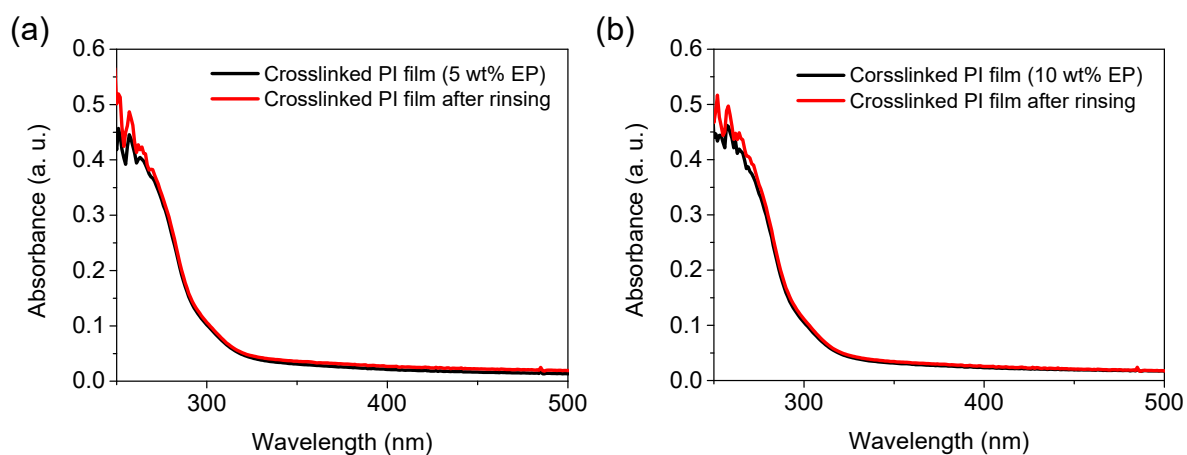 (a)
0.6
0.5
0.4
0.3
0.2
0.1
0.0
Absorbance (a. u.)
Crosslinked PI film (5 wt% EP)
Crosslinked PI film after rinsing
300
400
500
Wavelength (nm)
(b)
0.6
0.5
0.4
0.3
0.2
0.1
0.0
Absorbance (a. u.)
Corsslinked PI film (10 wt% EP)
Crosslinked PI film after rinsing
300
400
500
Wavelength (nm)